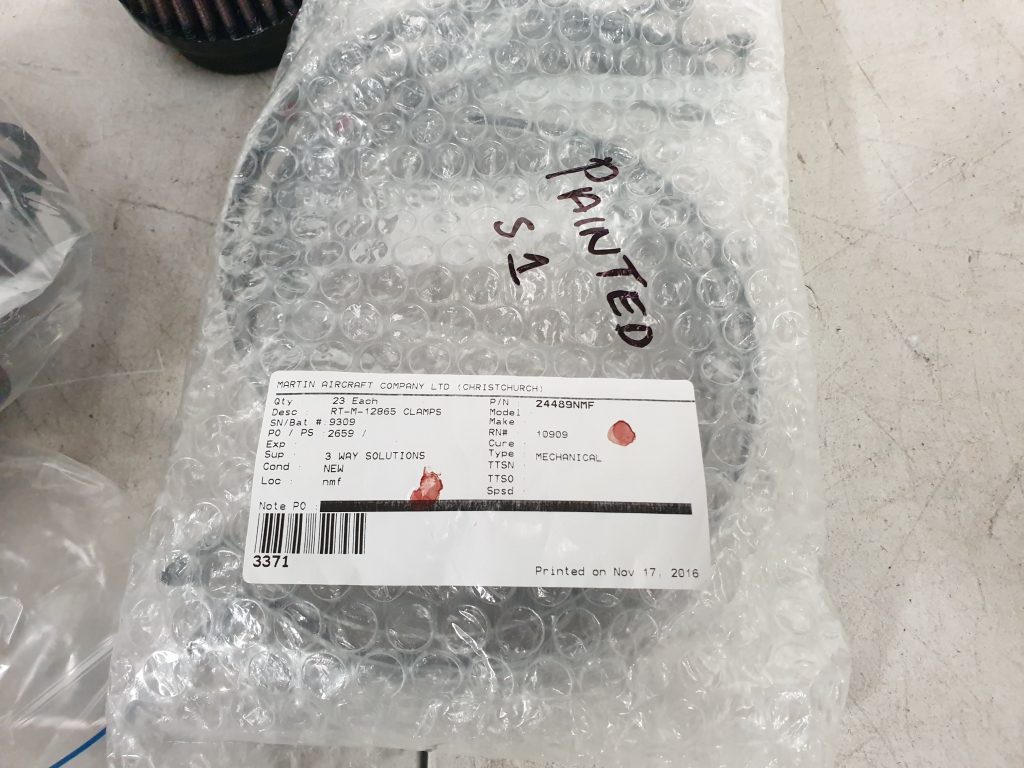 PAINTED
S1
MARTIN AIRCRAFT COMPANY LTD (CHRISTCHURCH)
Qty 23 Each P/N 24489NMF
Desc : RT-M-12865 CLAMPS Model :
SN/Bat #: 9309 Make
PO / PS : 2659 / RN# : 10909
Exp : Cure :
Sup : 3 WAY SOLUTIONS Type : MECHANICAL
Cond : NEW TTSN :
Loc : nmf TTSO
Spsd :
Note PO :
3371
Printed on Nov 17, 2016